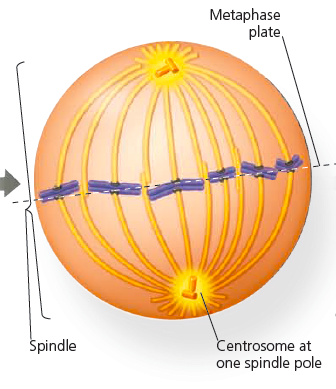 Metaphase
plate
Spindle
Centrosome at
one spindle pole